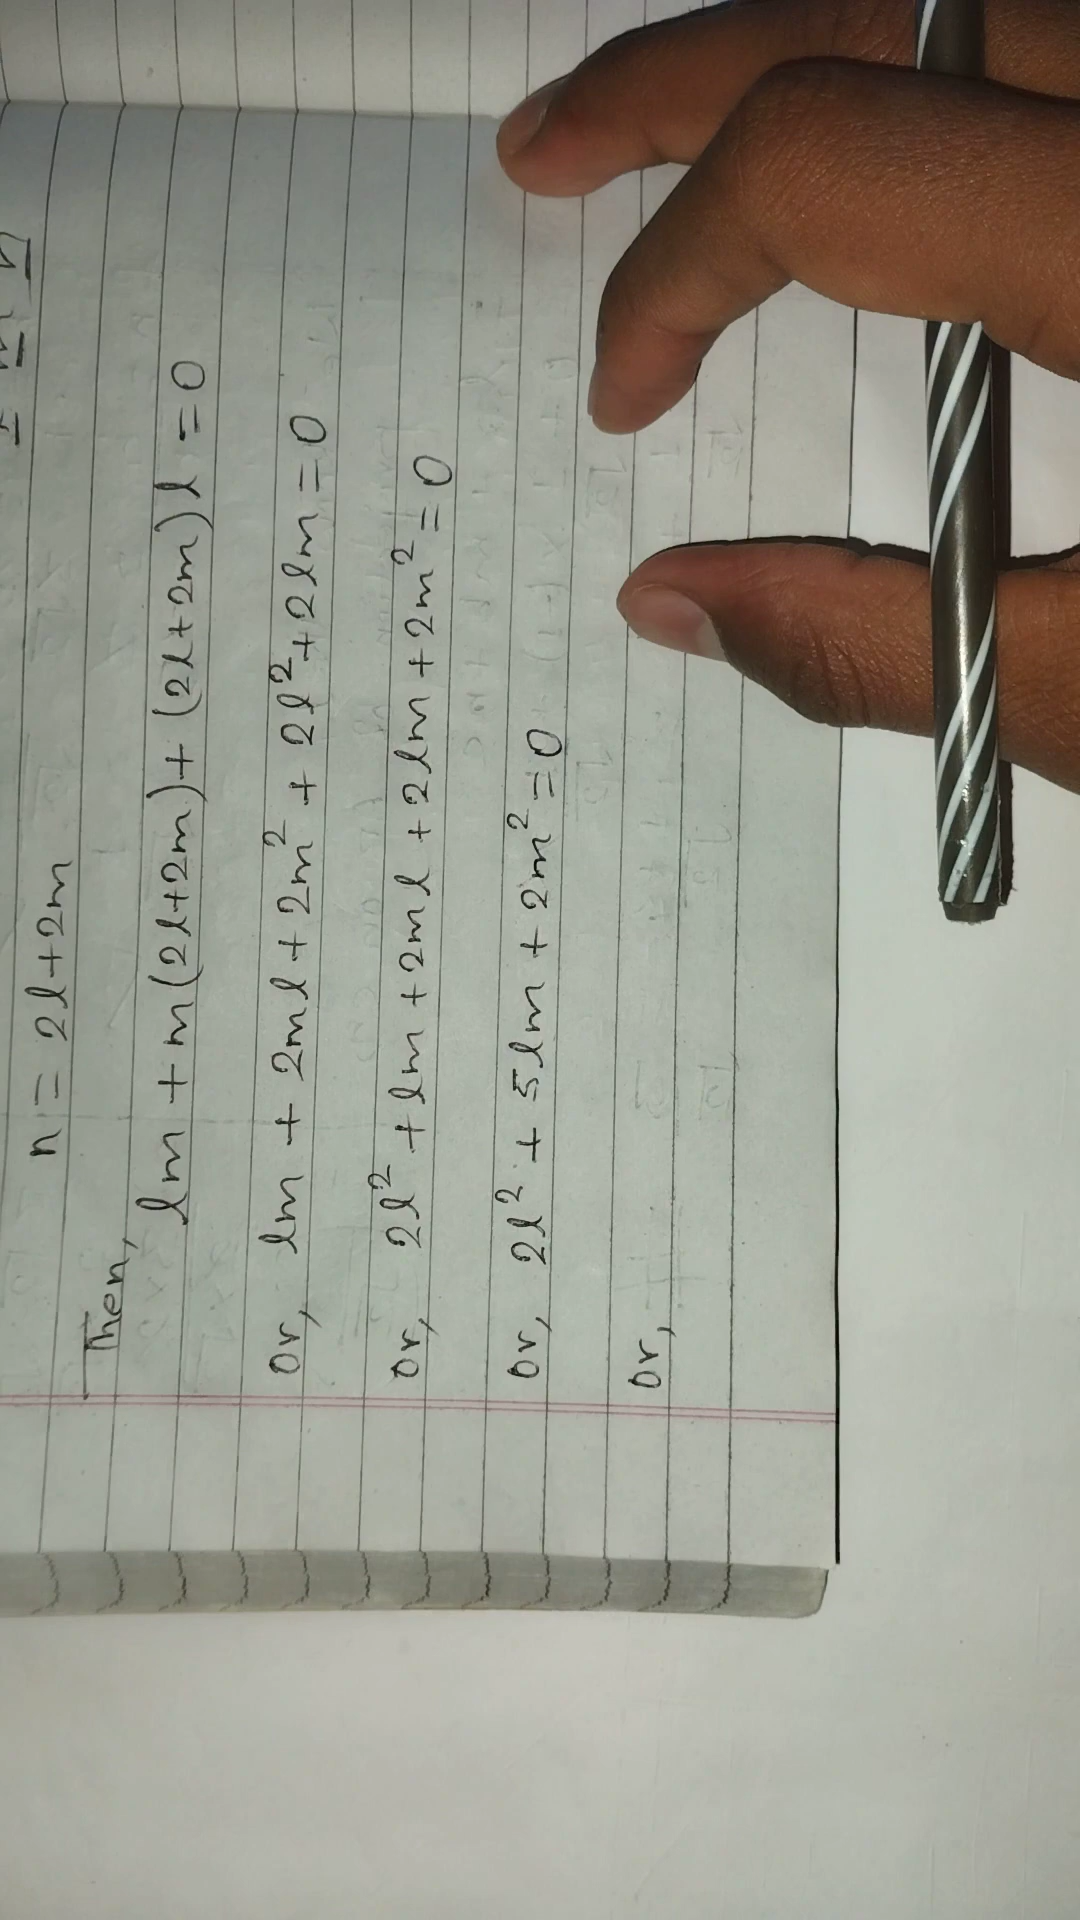 n = 2l+2m
Then,
lm + m(2l+2m) + (2l+2m)l = 0
or, lm + 2ml + 2m² + 2l² + 2lm = 0
or, 2l² + lm + 2ml + 2lm + 2m² = 0
or, 2l² + 5lm + 2m² = 0
or,